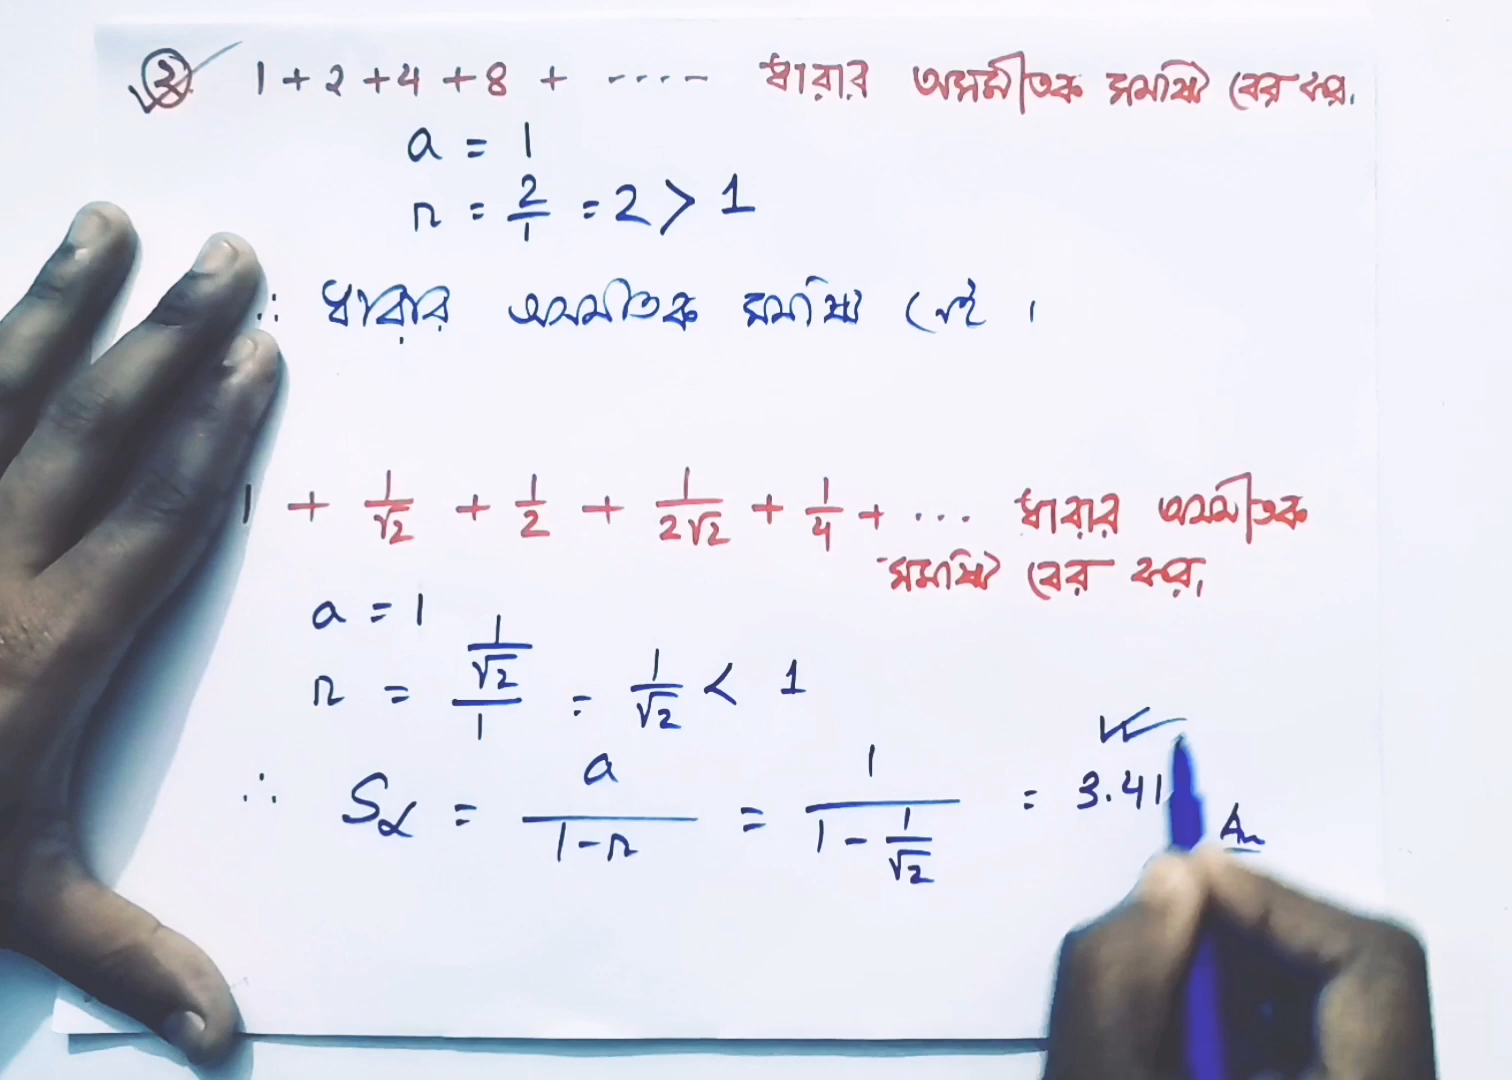 ২ 1 + 2 + 4 + 8 + ..... ধারার অসীমতক সমষ্টি বের কর।
a = 1
r = 2/1 = 2 > 1
∴ ধারার অসীমতক সমষ্টি নেই ।
1 + 1/√2 + 1/2 + 1/2√2 + 1/4 + ... ধারার অসীমতক
সমষ্টি বের কর।
a = 1
r = (1/√2)/1 = 1/√2 < 1
∴ S∝ = a/(1-r) = 1/(1 - 1/√2) = 3.41 An